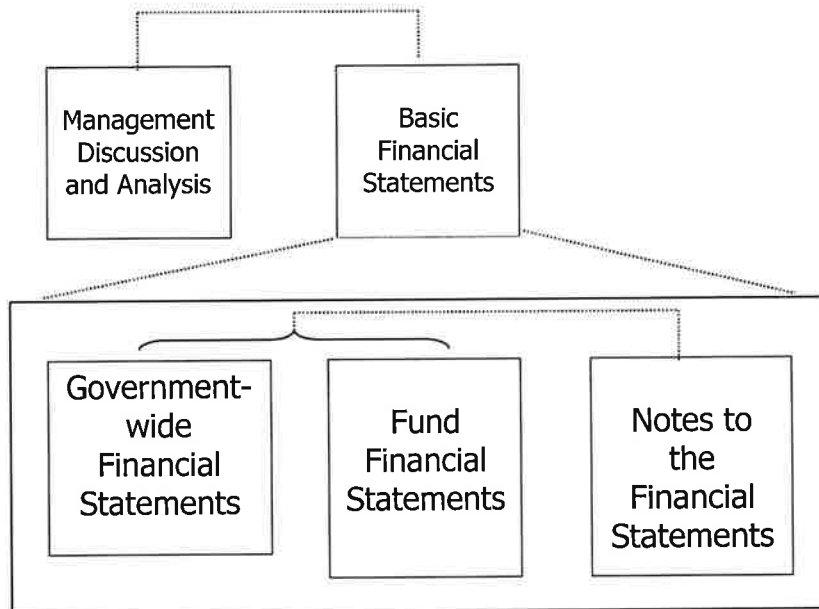 Management
Discussion
and Analysis
Basic
Financial
Statements
Government-
wide
Financial
Statements
Fund
Financial
Statements
Notes to
the
Financial
Statements